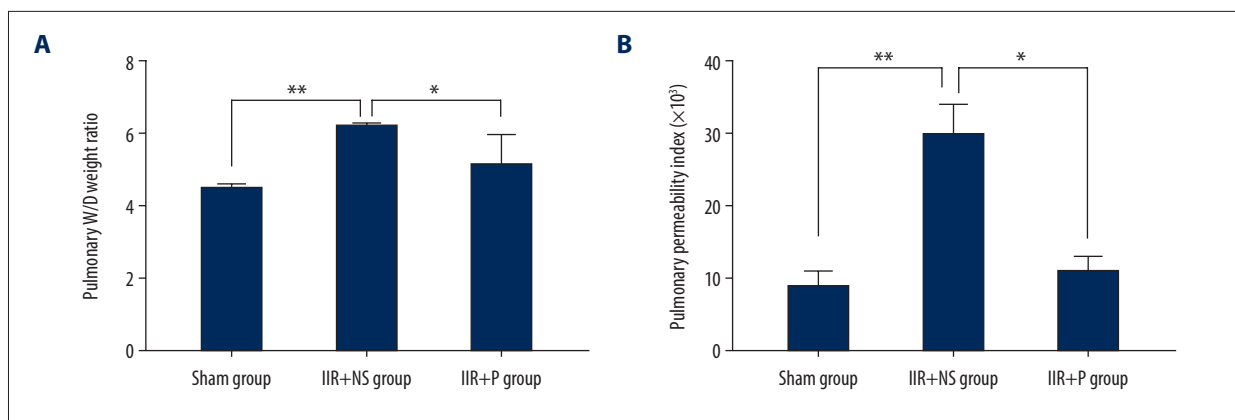 A
Pulmonary W/D weight ratio
8
6
4
2
0
**
*
Sham group
IIR+NS group
IIR+P group
B
Pulmonary permeability index (×10³)
40
30
20
10
0
**
*
Sham group
IIR+NS group
IIR+P group